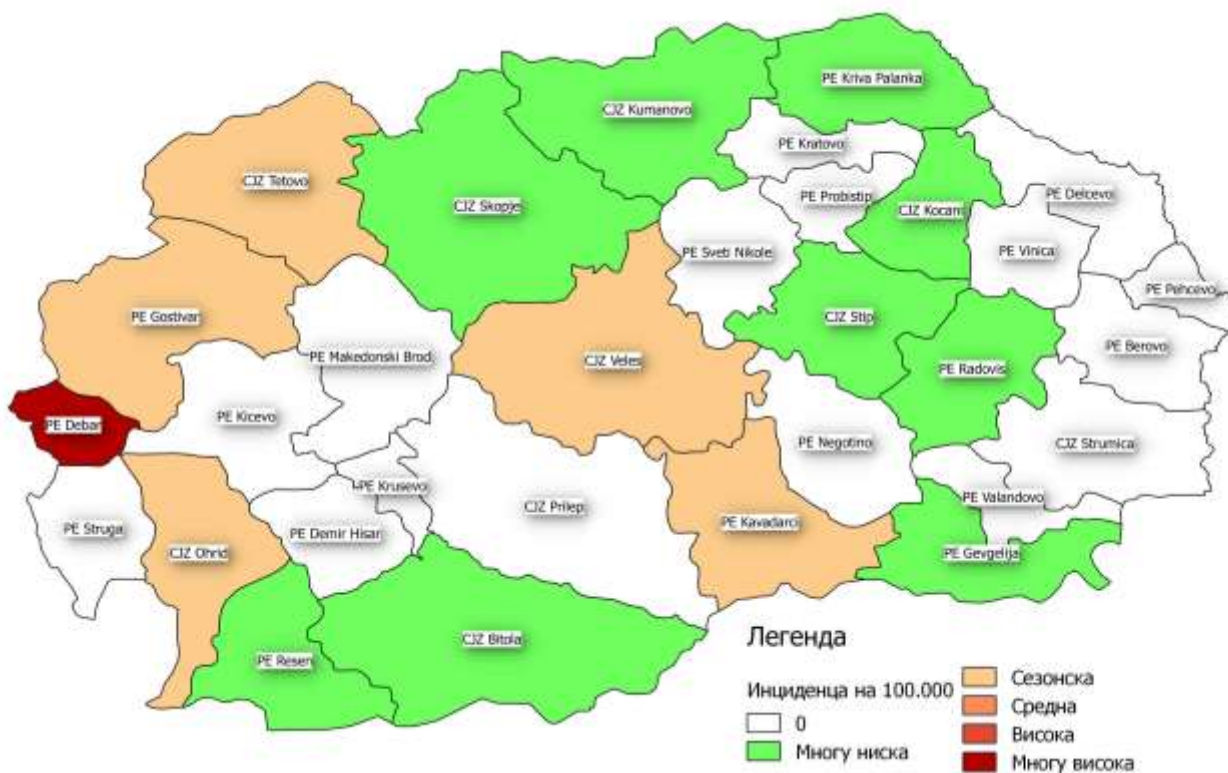 PE Kriva Palanka
CJZ Kumanovo
PE Kratovo
CJZ Tetovo
PE Probistip
PE Delcevo
CJZ Skopje
CJZ Kocani
PE Sveti Nikole
PE Vinica
PE Pehcevo
PE Gostivar
CJZ Stip
PE Berovo
PE Makedonski Brod
CJZ Veles
PE Radovis
PE Debar
PE Kicevo
PE Negotino
CJZ Strumica
PE Krusevo
PE Valandovo
CJZ Prilep
PE Struga
PE Demir Hisar
PE Kavadarci
CJZ Ohrid
PE Gevgelija
CJZ Bitola
PE Resen
Легенда
Инциденца на 100.000
0
Многу ниска
Сезонска
Средна
Висока
Многу висока